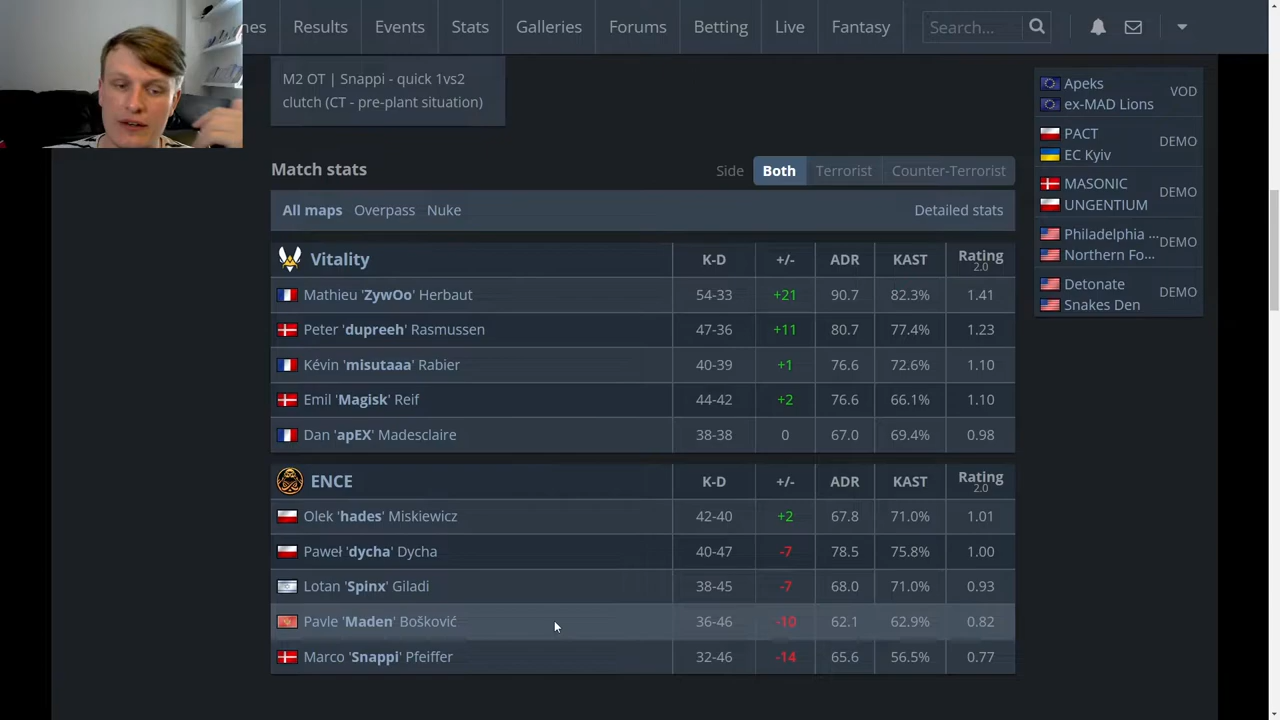 nes Results Events Stats Galleries Forums Betting Live Fantasy Search...
M2 OT | Snappi - quick 1vs2
clutch (CT - pre-plant situation)
Apeks
ex-MAD Lions
VOD
PACT
EC Kyiv
DEMO
MASONIC
UNGENTIUM
DEMO
Philadelphia ...
Northern Fo...
DEMO
Detonate
Snakes Den
DEMO
Match stats Side Both Terrorist Counter-Terrorist
All maps Overpass Nuke Detailed stats
Vitality K-D +/- ADR KAST Rating 2.0
Mathieu 'ZywOo' Herbaut 54-33 +21 90.7 82.3% 1.41
Peter 'dupreeh' Rasmussen 47-36 +11 80.7 77.4% 1.23
Kévin 'misutaaa' Rabier 40-39 +1 76.6 72.6% 1.10
Emil 'Magisk' Reif 44-42 +2 76.6 66.1% 1.10
Dan 'apEX' Madesclaire 38-38 0 67.0 69.4% 0.98
ENCE K-D +/- ADR KAST Rating 2.0
Olek 'hades' Miskiewicz 42-40 +2 67.8 71.0% 1.01
Paweł 'dycha' Dycha 40-47 -7 78.5 75.8% 1.00
Lotan 'Spinx' Giladi 38-45 -7 68.0 71.0% 0.93
Pavle 'Maden' Bošković 36-46 -10 62.1 62.9% 0.82
Marco 'Snappi' Pfeiffer 32-46 -14 65.6 56.5% 0.77